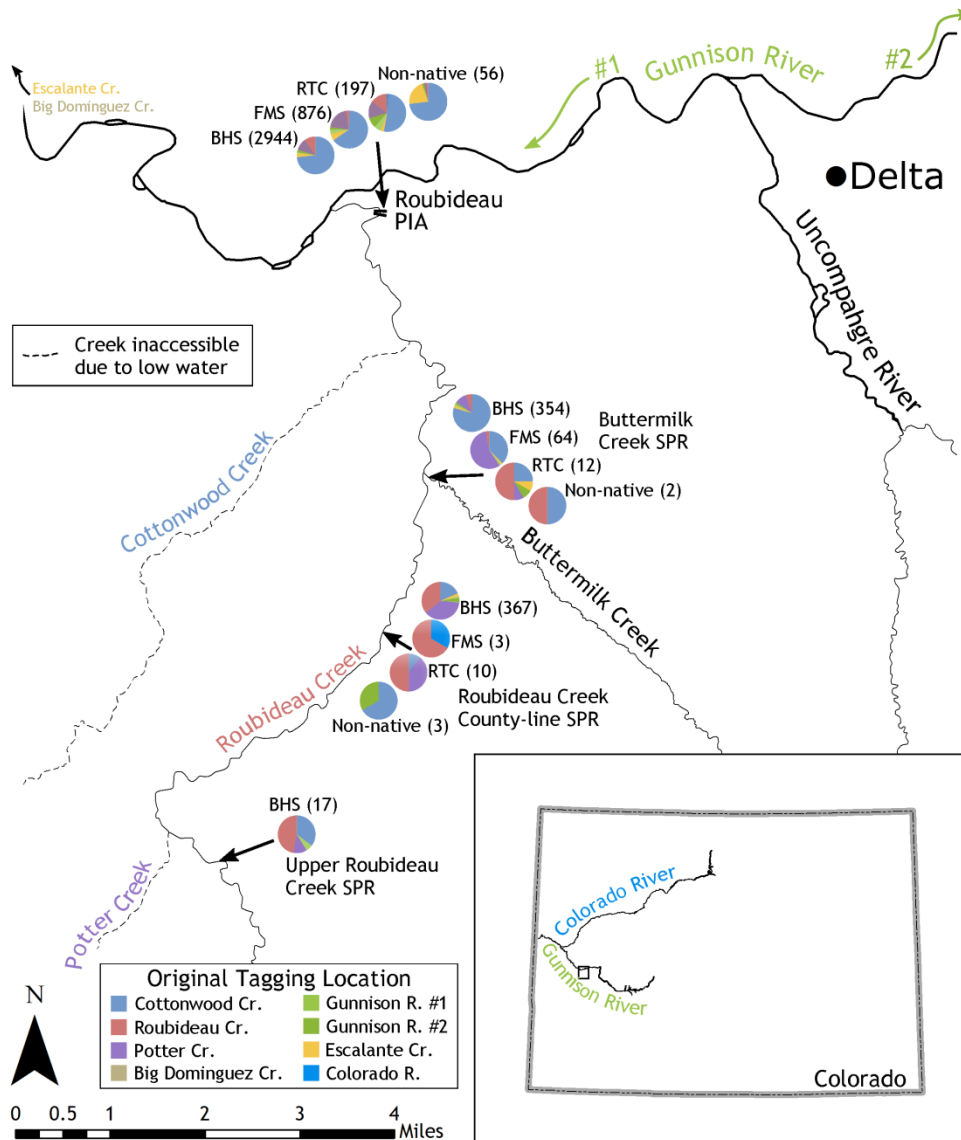 #1
Gunnison River
#2
Escalante Cr.
Big Dominguez Cr.
Non-native (56)
RTC (197)
FMS (876)
BHS (2944)
Roubideau
PIA
Delta
Uncompahgre River
Creek inaccessible
due to low water
Cottonwood Creek
BHS (354)
FMS (64)
RTC (12)
Non-native (2)
Buttermilk
Creek SPR
Buttermilk Creek
BHS (367)
FMS (3)
RTC (10)
Non-native (3)
Roubideau Creek
County-line SPR
Roubideau Creek
BHS (17)
Upper Roubideau
Creek SPR
Potter Creek
Original Tagging Location
Cottonwood Cr.
Roubideau Cr.
Potter Cr.
Big Dominguez Cr.
Gunnison R. #1
Gunnison R. #2
Escalante Cr.
Colorado R.
N
0 0.5 1 2 3 4
Miles
Colorado River
Gunnison River
Colorado